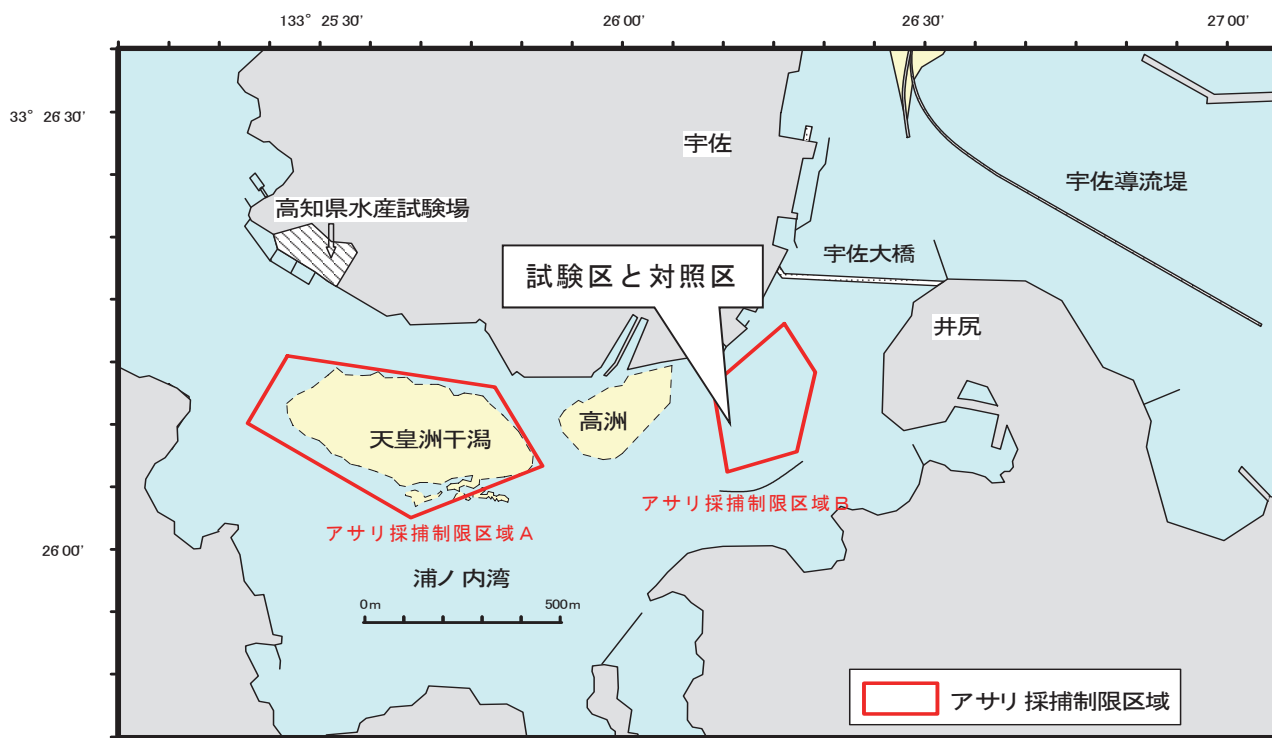 133° 25′30′
26′00′
26′30′
27′00′
33° 26′30′
宇佐
宇佐導流堤
高知県水産試験場
宇佐大橋
試験区と対照区
井尻
高洲
天皇洲干潟
アサリ採捕制限区域B
アサリ採捕制限区域A
26′00′
浦ノ内湾
0m
500m
アサリ採捕制限区域